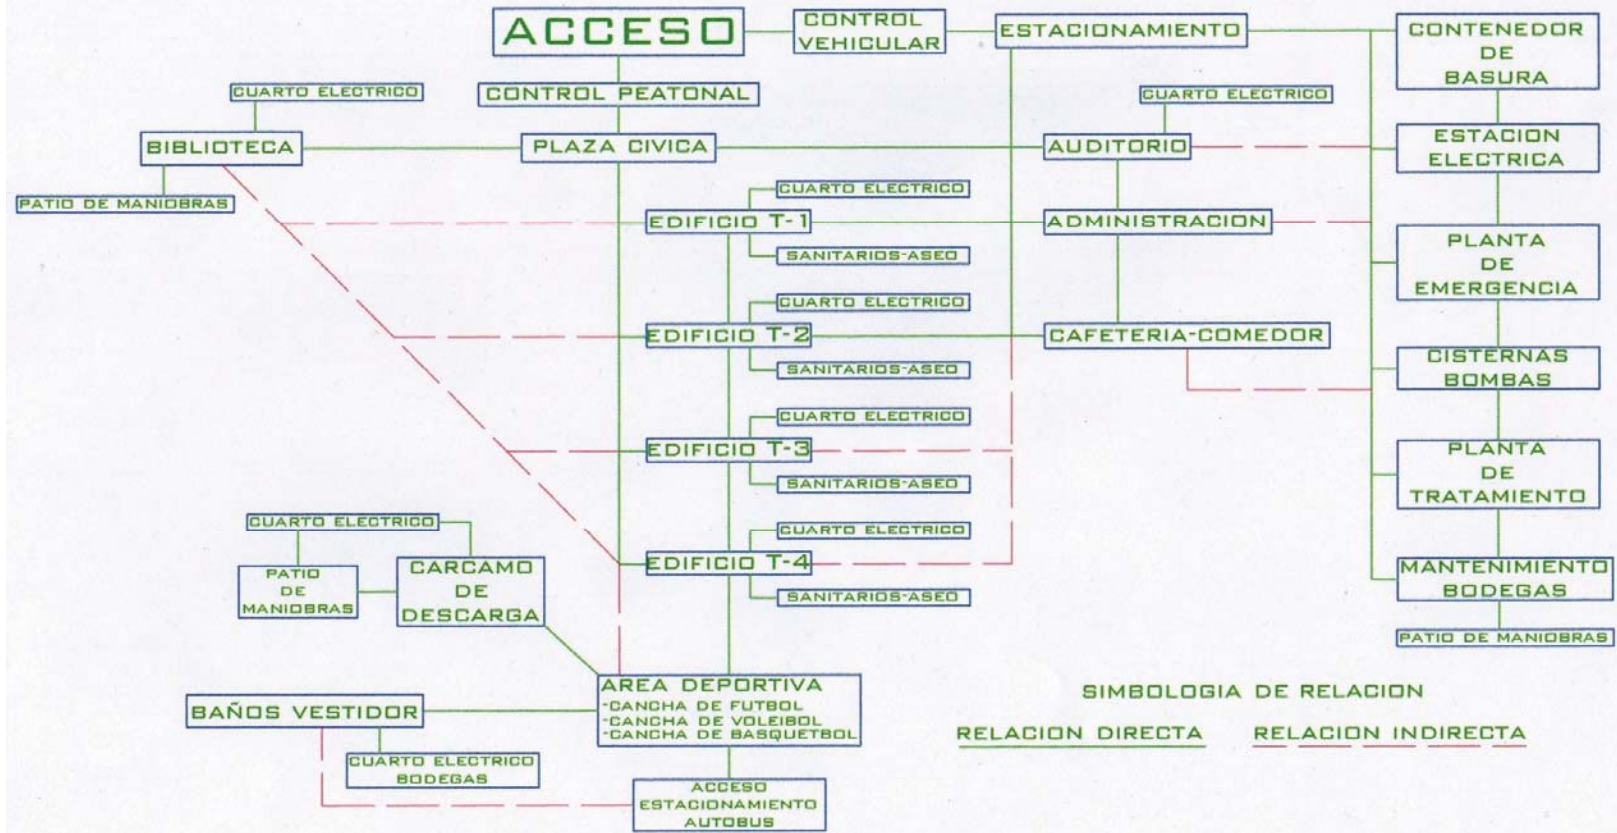 ACCESO
CONTROL
VEHICULAR
ESTACIONAMIENTO
CONTENEDOR
DE
BASURA
CONTROL PEATONAL
CUARTO ELECTRICO
CUARTO ELECTRICO
BIBLIOTECA
PLAZA CIVICA
AUDITORIO
ESTACION
ELECTRICA
PATIO DE MANIOBRAS
CUARTO ELECTRICO
EDIFICIO T-1
ADMINISTRACION
SANITARIOS-ASEO
PLANTA
DE
EMERGENCIA
CUARTO ELECTRICO
EDIFICIO T-2
CAFETERIA-COMEDOR
SANITARIOS-ASEO
CISTERNAS
BOMBAS
CUARTO ELECTRICO
EDIFICIO T-3
SANITARIOS-ASEO
PLANTA
DE
TRATAMIENTO
CUARTO ELECTRICO
CUARTO ELECTRICO
EDIFICIO T-4
SANITARIOS-ASEO
PATIO
DE
MANIOBRAS
CARCAMO
DE
DESCARGA
MANTENIMIENTO
BODEGAS
PATIO DE MANIOBRAS
AREA DEPORTIVA
-CANCHA DE FUTBOL
-CANCHA DE VOLEIBOL
-CANCHA DE BASQUETBOL
BAÑOS VESTIDOR
CUARTO ELECTRICO
BODEGAS
ACCESO
ESTACIONAMIENTO
AUTOBUS
SIMBOLOGIA DE RELACION
RELACION DIRECTA
RELACION INDIRECTA